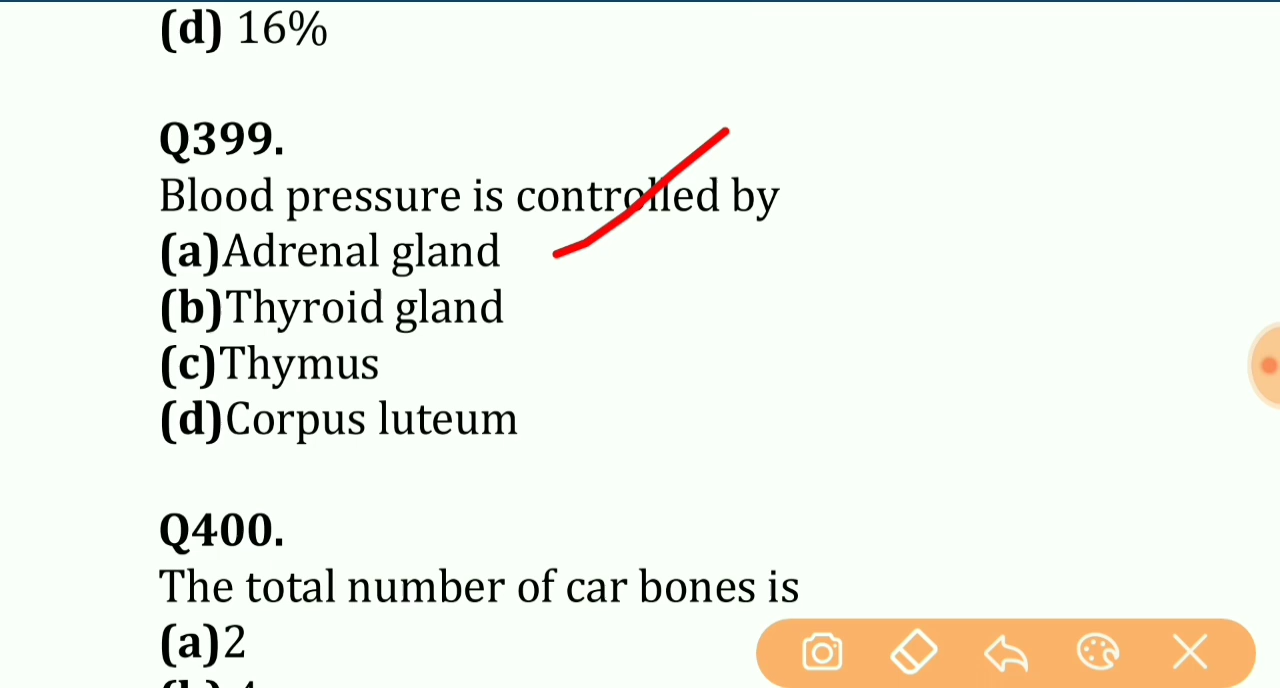 (d) 16%
Q399.
Blood pressure is controlled by
(a)Adrenal gland
(b)Thyroid gland
(c)Thymus
(d)Corpus luteum
Q400.
The total number of car bones is
(a)2